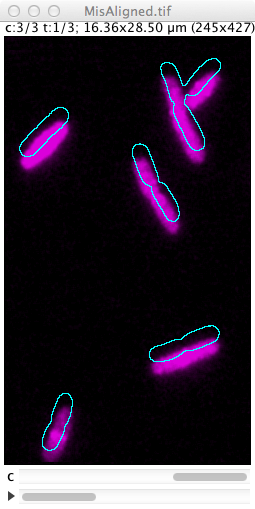 MisAligned.tif
c:3/3 t:1/3; 16.36x28.50 µm (245x427)
c